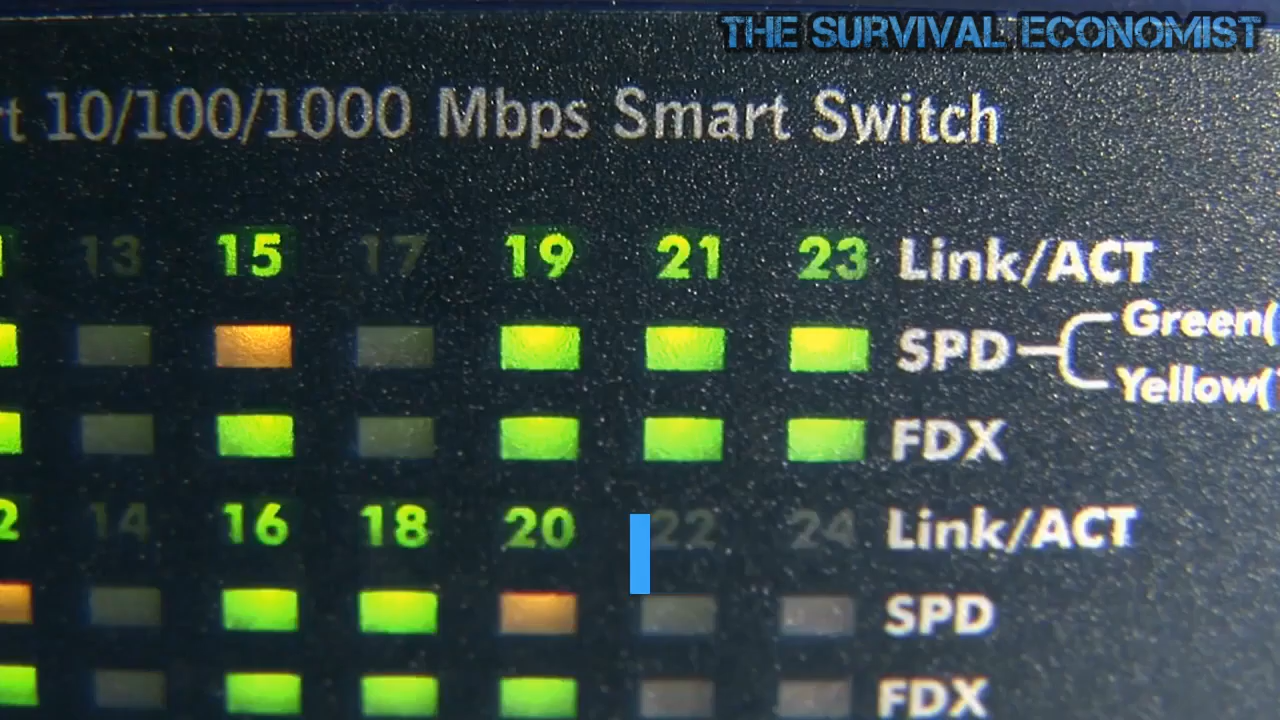 THE SURVIVAL ECONOMIST
10/100/1000 Mbps Smart Switch
13 15 17 19 21 23 Link/ACT
Green(
SPD
Yellow(
FDX
14 16 18 20 22 24 Link/ACT
SPD
FDX